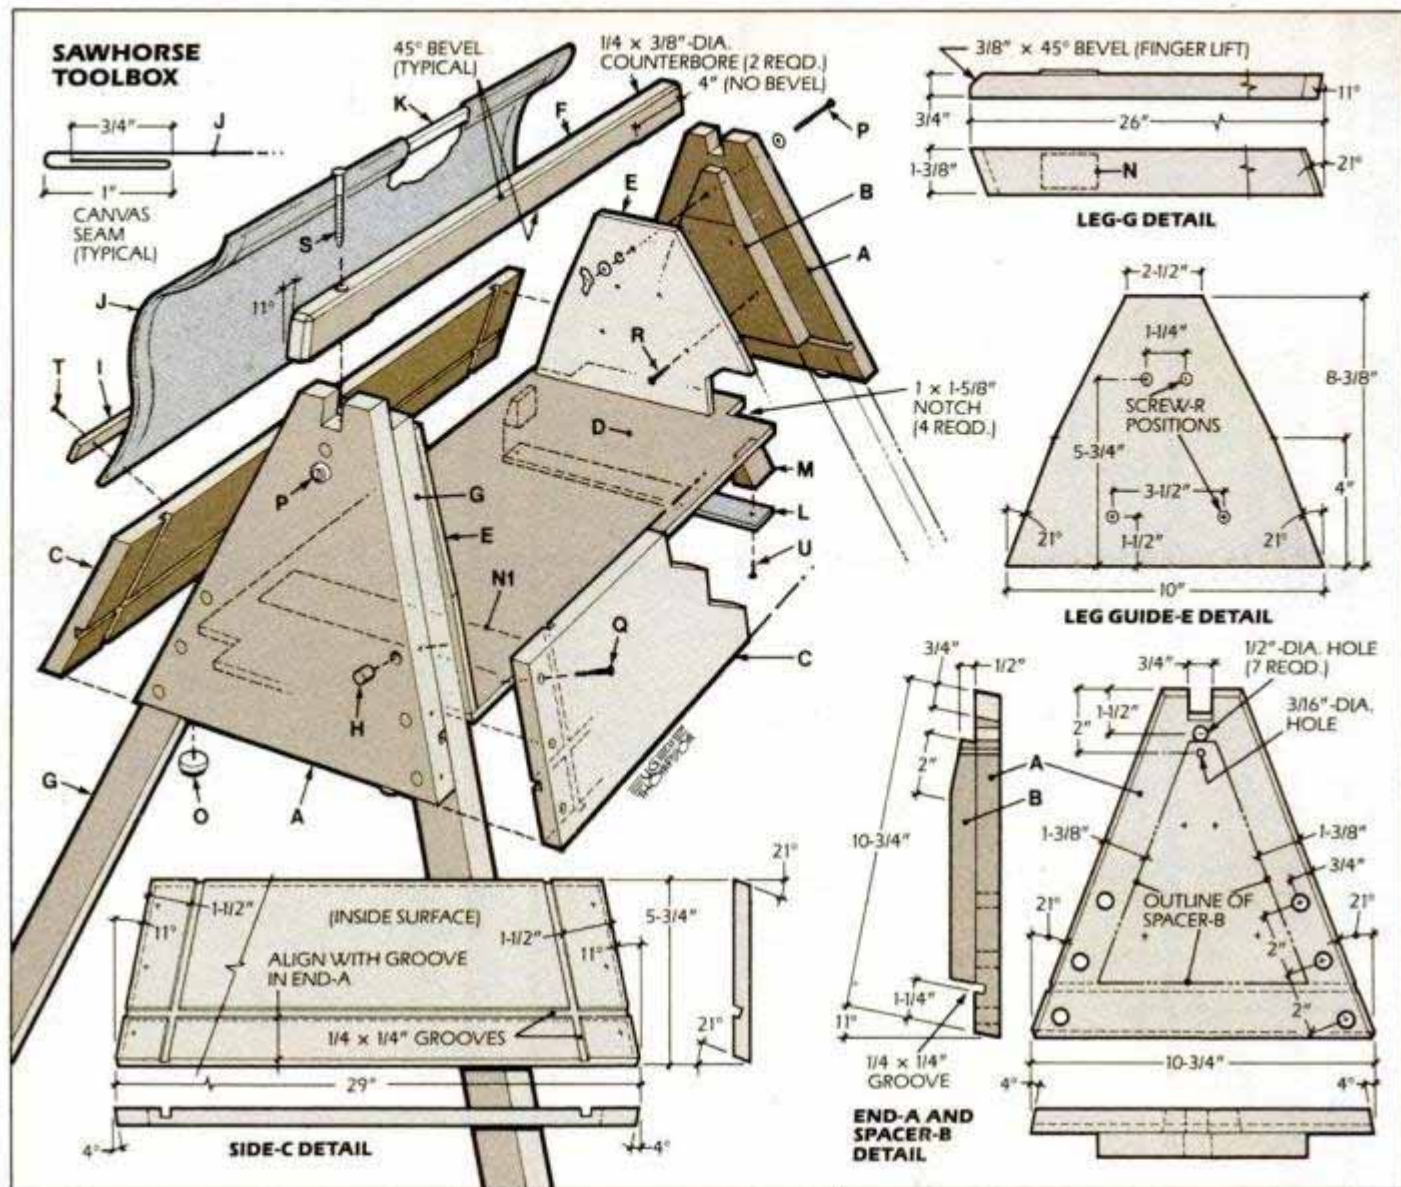 SAWHORSE
TOOLBOX
3/4"
J
1"
CANVAS
SEAM
(TYPICAL)
45° BEVEL
(TYPICAL)
1/4 × 3/8"-DIA.
COUNTERBORE (2 REQD.)
4" (NO BEVEL)
K
F
P
E
B
A
S
J
11°
T
I
R
D
1 × 1-5/8"
NOTCH
(4 REQD.)
M
L
U
P
G
E
C
N1
Q
C
H
G
O
A
3/8" × 45° BEVEL (FINGER LIFT)
11°
3/4"
26"
1-3/8"
N
21°
LEG-G DETAIL
2-1/2"
1-1/4"
8-3/8"
SCREW-R
POSITIONS
5-3/4"
3-1/2"
4"
21°
1-1/2"
21°
10"
LEG GUIDE-E DETAIL
3/4"
1/2"
2"
A
B
10-3/4"
1-1/4"
11°
1/4 × 1/4"
GROOVE
END-A AND
SPACER-B
DETAIL
3/4"
1/2"-DIA. HOLE
(7 REQD.)
3/16"-DIA.
HOLE
1-1/2"
2"
1-3/8"
1-3/8"
3/4"
OUTLINE OF
SPACER-B
21°
21°
2"
2"
2"
10-3/4"
4°
4°
21°
1-1/2"
(INSIDE SURFACE)
5-3/4"
11°
1-1/2"
11°
ALIGN WITH GROOVE
IN END-A
1/4 × 1/4" GROOVES
21°
29"
4°
SIDE-C DETAIL
4°